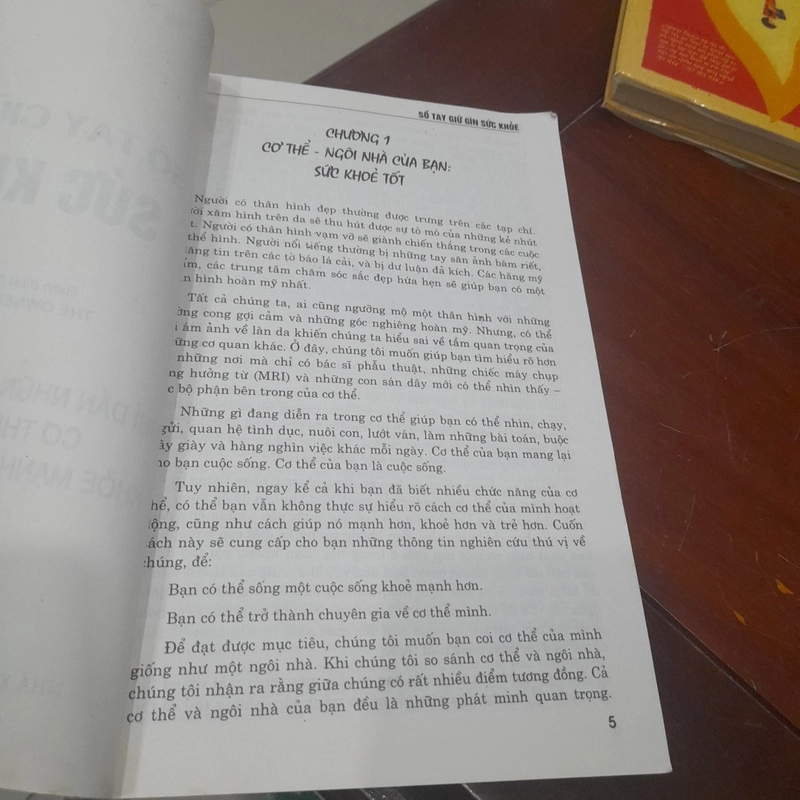 SỔ TAY GIỮ GÌN SỨC KHỎE
CHƯƠNG 1
CƠ THỂ - NGÔI NHÀ CỦA BẠN:
SỨC KHOẺ TỐT
Người có thân hình đẹp thường được trưng trên các tạp chí.
xăm hình trên da sẽ thu hút được sự tò mò của những kẻ nhút
Người có thân hình vạm vỡ sẽ giành chiến thắng trong các cuộc
thể hình. Người nổi tiếng thường bị những tay săn ảnh bám riết,
tin trên các tờ báo lá cải, và bị dư luận đả kích. Các hãng mỹ
các trung tâm chăm sóc sắc đẹp hứa hẹn sẽ giúp bạn có một
hình hoàn mỹ nhất.
Tất cả chúng ta, ai cũng ngưỡng mộ một thân hình với những
cong gợi cảm và những góc nghiêng hoàn mỹ. Nhưng, có thể
ám ảnh về làn da khiến chúng ta hiểu sai về tầm quan trọng của
cơ quan khác. Ở đây, chúng tôi muốn giúp bạn tìm hiểu rõ hơn
những nơi mà chỉ có bác sĩ phẫu thuật, những chiếc máy chụp
hưởng từ (MRI) và những con sán dây mới có thể nhìn thấy –
bộ phận bên trong của cơ thể.
Những gì đang diễn ra trong cơ thể giúp bạn có thể nhìn, chạy,
gửi, quan hệ tình dục, nuôi con, lướt ván, làm những bài toán, buộc
dây giày và hàng nghìn việc khác mỗi ngày. Cơ thể của bạn mang lại
cho bạn cuộc sống. Cơ thể của bạn là cuộc sống.
Tuy nhiên, ngay kể cả khi bạn đã biết nhiều chức năng của cơ
thể, có thể bạn vẫn không thực sự hiểu rõ cách cơ thể của mình hoạt
động, cũng như cách giúp nó mạnh hơn, khoẻ hơn và trẻ hơn. Cuốn
sách này sẽ cung cấp cho bạn những thông tin nghiên cứu thú vị về
chúng, để:
Bạn có thể sống một cuộc sống khoẻ mạnh hơn.
Bạn có thể trở thành chuyên gia về cơ thể mình.
Để đạt được mục tiêu, chúng tôi muốn bạn coi cơ thể của mình
giống như một ngôi nhà. Khi chúng tôi so sánh cơ thể và ngôi nhà,
chúng tôi nhận ra rằng giữa chúng có rất nhiều điểm tương đồng. Cả
cơ thể và ngôi nhà của bạn đều là những phát minh quan trọng.
5